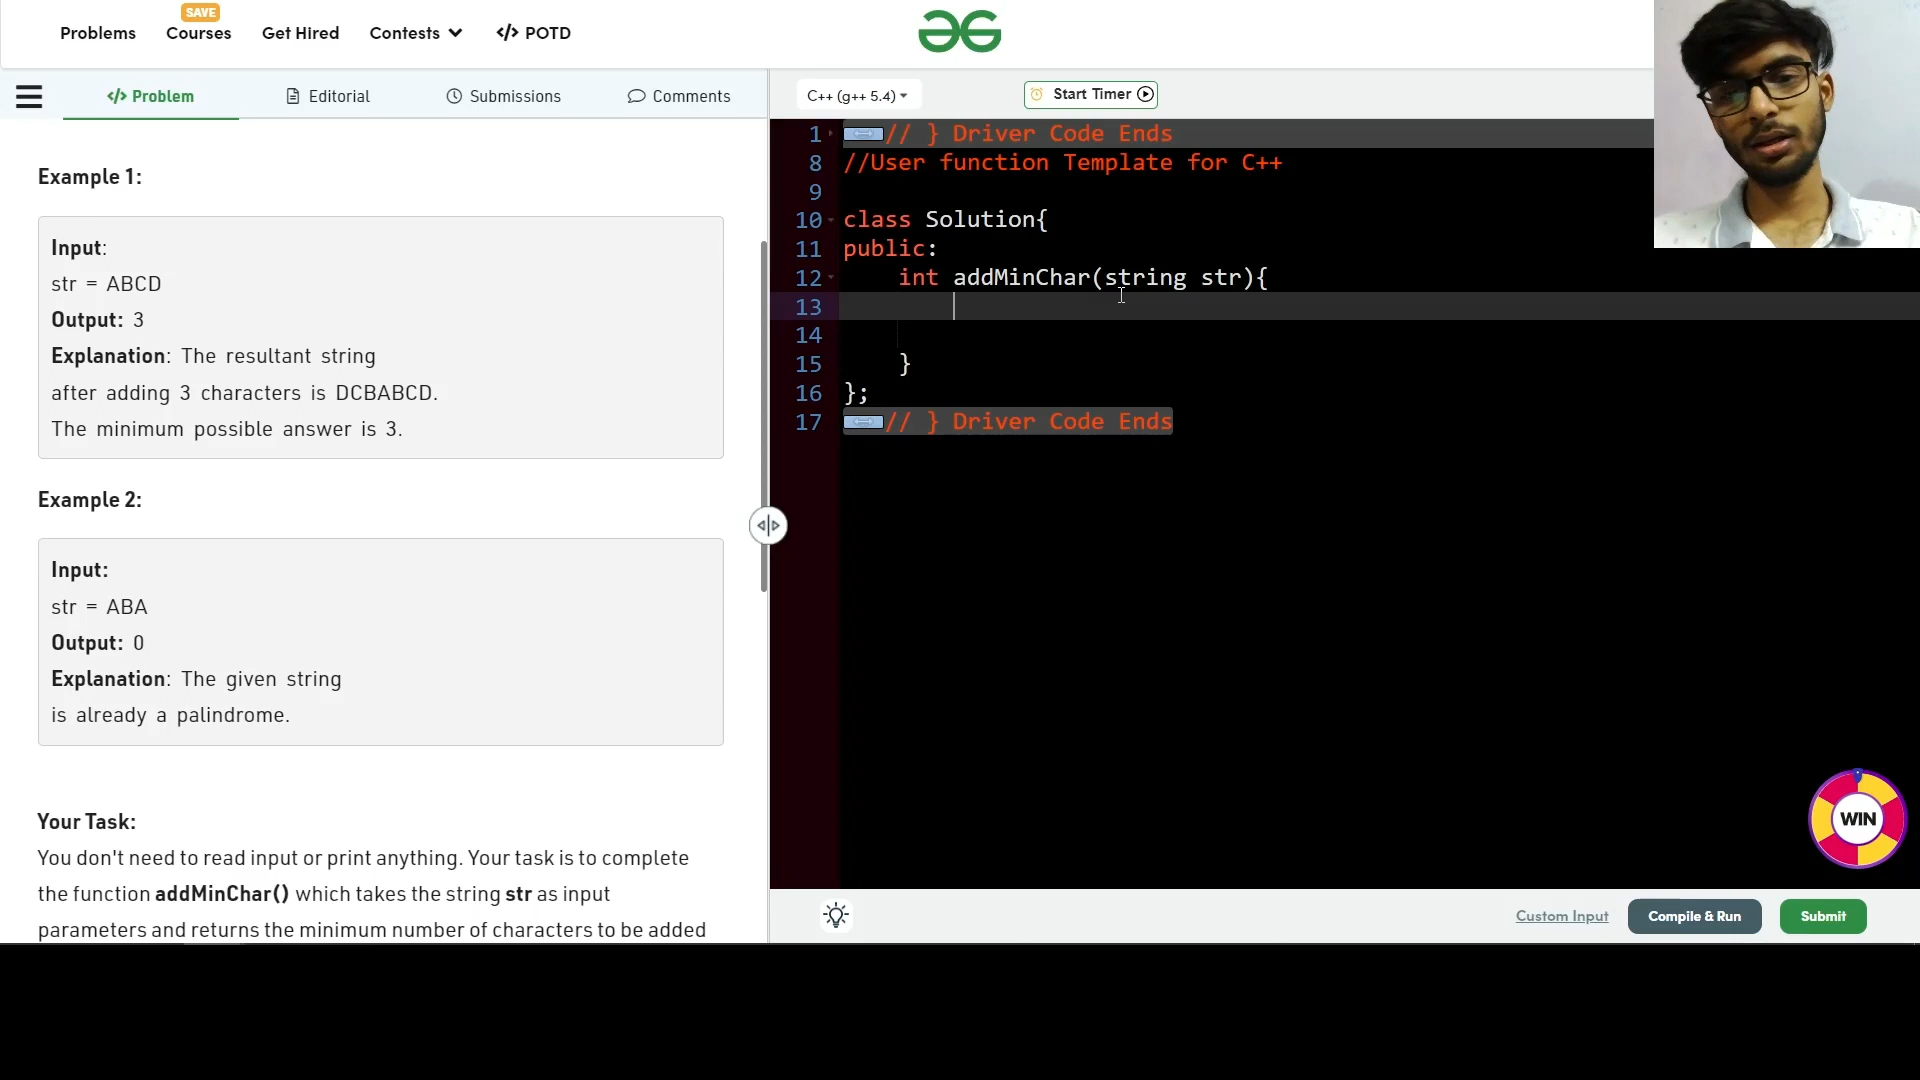 SAVE
Problems Courses Get Hired Contests </> POTD
</> Problem Editorial Submissions Comments
C++ (g++ 5.4) Start Timer
Example 1:
Input:
str = ABCD
Output: 3
Explanation: The resultant string
after adding 3 characters is DCBABCD.
The minimum possible answer is 3.
Example 2:
Input:
str = ABA
Output: 0
Explanation: The given string
is already a palindrome.
Your Task:
You don't need to read input or print anything. Your task is to complete
the function addMinChar() which takes the string str as input
parameters and returns the minimum number of characters to be added
1 // } Driver Code Ends
8 //User function Template for C++
9
10 class Solution{
11 public:
12 int addMinChar(string str){
13
14
15 }
16 };
17 // } Driver Code Ends
WIN
Custom Input Compile & Run Submit